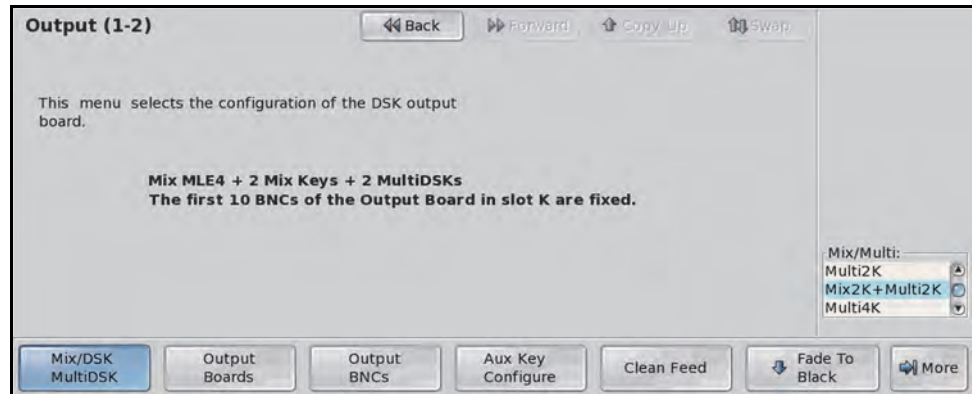 Output (1-2)
Back
Forward
Copy Up
Swap
This menu selects the configuration of the DSK output
board.
Mix MLE4 + 2 Mix Keys + 2 MultiDSKs
The first 10 BNCs of the Output Board in slot K are fixed.
Mix/Multi:
Multi2K
Mix2K+Multi2K
Multi4K
Mix/DSK
MultiDSK
Output
Boards
Output
BNCs
Aux Key
Configure
Clean Feed
Fade To
Black
More